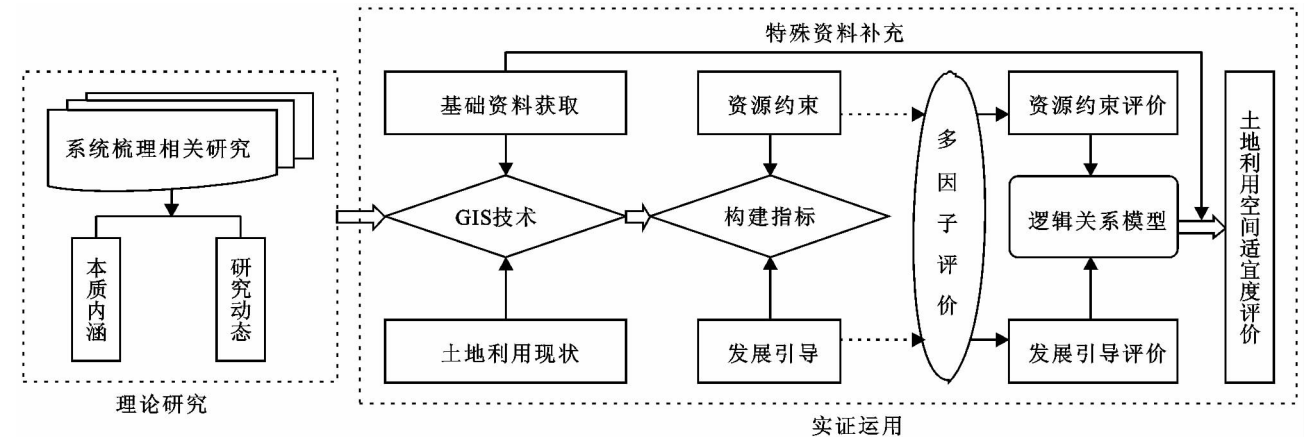 特殊资料补充
系统梳理相关研究
本质内涵
研究动态
理论研究
基础资料获取
GIS技术
土地利用现状
资源约束
构建指标
发展引导
多因子评价
资源约束评价
逻辑关系模型
发展引导评价
土地利用空间适宜度评价
实证运用